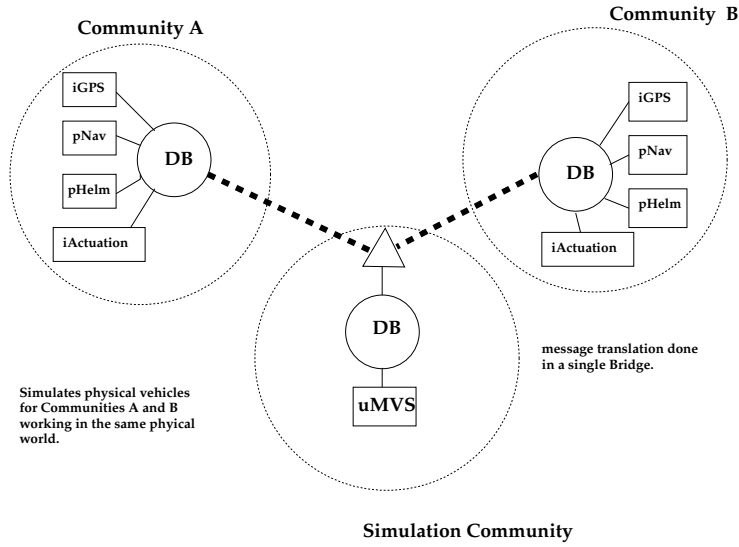 Community A
Community B
iGPS
pNav
pHelm
iActuation
DB
iGPS
pNav
pHelm
iActuation
DB
DB
uMVS
message translation done
in a single Bridge.
Simulates physical vehicles
for Communities A and B
working in the same phyical
world.
Simulation Community